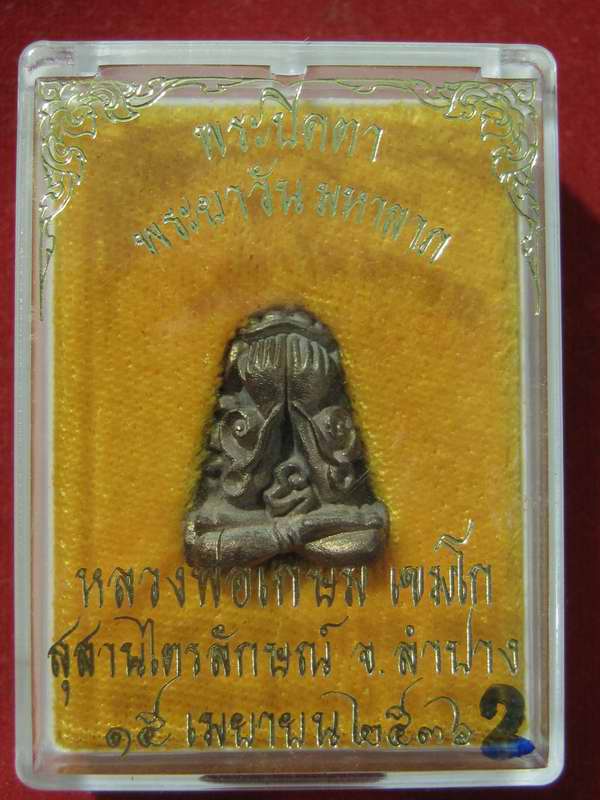 พระปิดตา
พระยาวัน มหาลาภ
หลวงพ่อเกษม เขมโก
สุสานไตรลักษณ์ จ.ลำปาง
๑๕ เมษายน ๒๕๓๖ 2